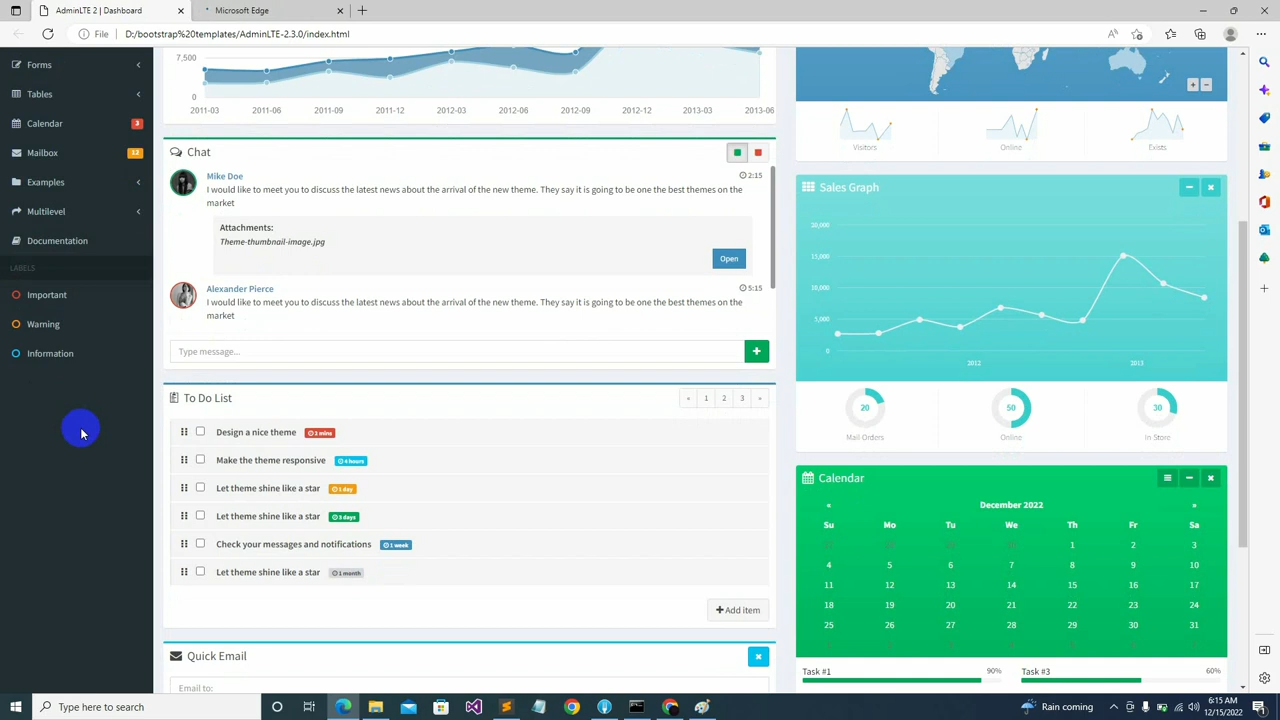 AdminLTE 2 | Dashboard
Microsoft Edge
File
D:/bootstrap%20templates/AdminLTE-2.3.0/index.html
Forms
Tables
Calendar
3
Mailbox
12
Examples
Multilevel
Documentation
LABELS
Important
Warning
Information
7,500
0
2011-03
2011-06
2011-09
2011-12
2012-03
2012-06
2012-09
2012-12
2013-03
2013-06
Chat
Mike Doe
2:15
I would like to meet you to discuss the latest news about the arrival of the new theme. They say it is going to be one the best themes on the
market
Attachments:
Theme-thumbnail-image.jpg
Open
Alexander Pierce
5:15
I would like to meet you to discuss the latest news about the arrival of the new theme. They say it is going to be one the best themes on the
market
Type message...
To Do List
« 1 2 3 »
Design a nice theme 2 mins
Make the theme responsive 4 hours
Let theme shine like a star 1 day
Let theme shine like a star 3 days
Check your messages and notifications 1 week
Let theme shine like a star 1 month
Add item
Quick Email
Email to:
Visitors
Online
Exists
Sales Graph
20,000
15,000
10,000
5,000
0
2012
2013
20
50
30
Mail Orders
Online
In Store
Calendar
« December 2022 »
Su Mo Tu We Th Fr Sa
1 2 3
4 5 6 7 8 9 10
11 12 13 14 15 16 17
18 19 20 21 22 23 24
25 26 27 28 29 30 31
Task #1
90%
Task #3
60%
Type here to search
Rain coming
6:15 AM
12/15/2022